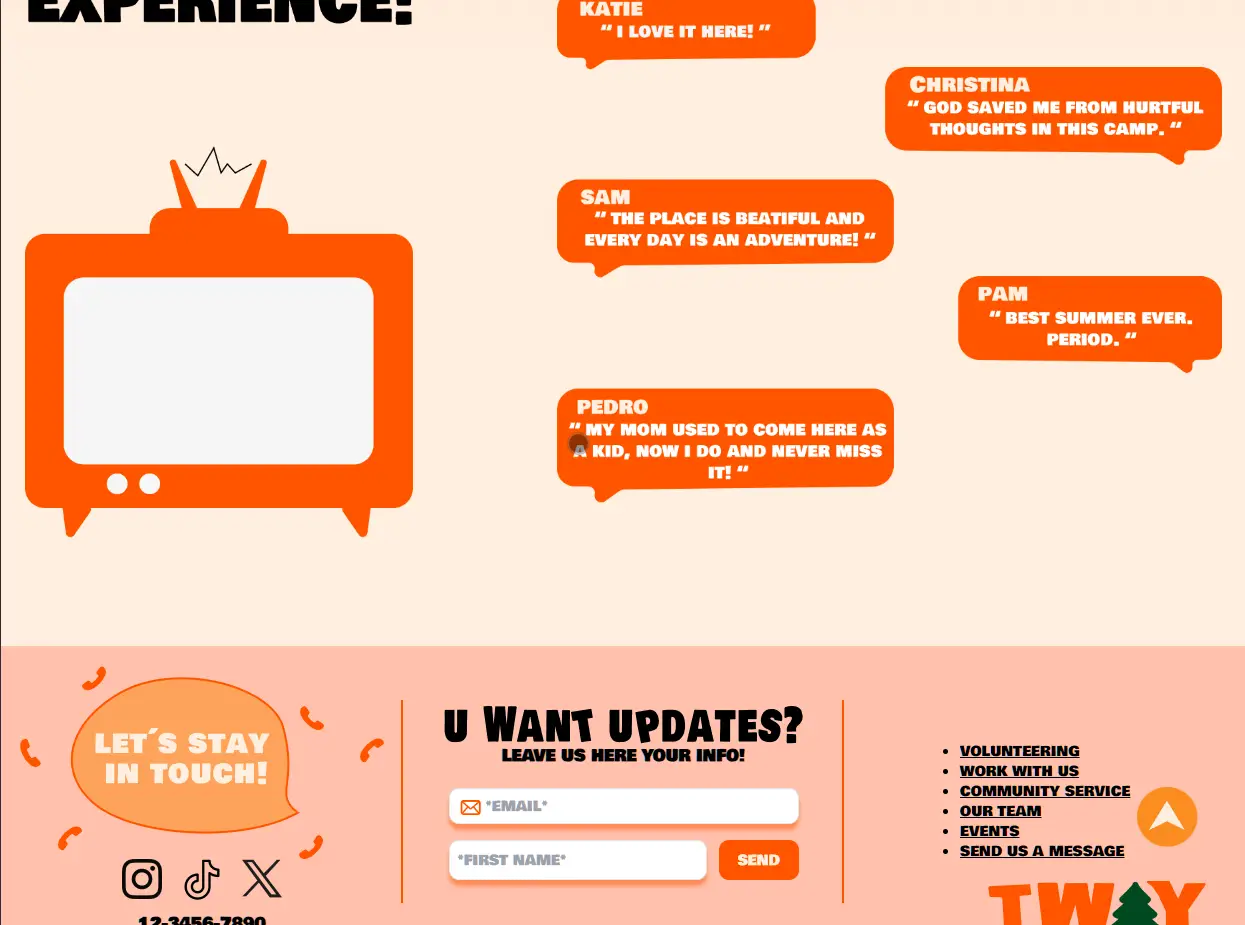 EXPERIENCE!
KATIE
“ I LOVE IT HERE! ”
CHRISTINA
“ GOD SAVED ME FROM HURTFUL
THOUGHTS IN THIS CAMP. “
SAM
“ THE PLACE IS BEATIFUL AND
EVERY DAY IS AN ADVENTURE! “
PAM
“ BEST SUMMER EVER.
PERIOD. “
PEDRO
“ MY MOM USED TO COME HERE AS
A KID, NOW I DO AND NEVER MISS
IT! “
LET´S STAY
IN TOUCH!
12-3456-7890
U WANT UPDATES?
LEAVE US HERE YOUR INFO!
*EMAIL*
*FIRST NAME*
SEND
• VOLUNTEERING
• WORK WITH US
• COMMUNITY SERVICE
• OUR TEAM
• EVENTS
• SEND US A MESSAGE
TW Y